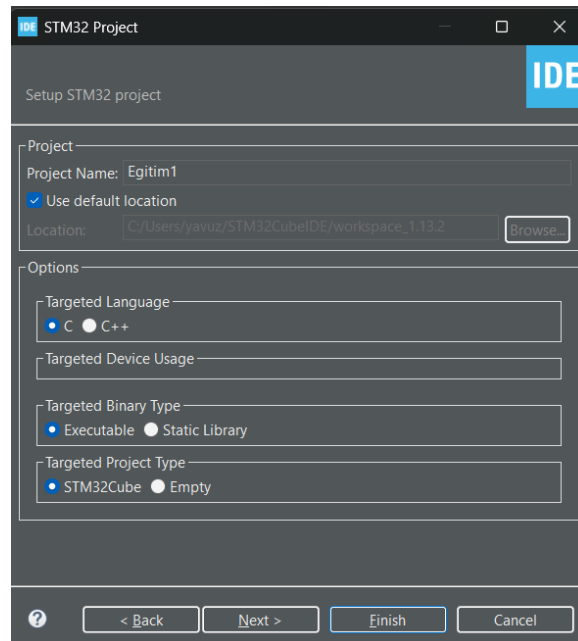 IDE STM32 Project
IDE
Setup STM32 project
Project
Project Name: Egitim1
Use default location
Location: C:/Users/yavuz/STM32CubeIDE/workspace_1.13.2 Browse...
Options
Targeted Language
C C++
Targeted Device Usage
Targeted Binary Type
Executable Static Library
Targeted Project Type
STM32Cube Empty
? < Back Next > Finish Cancel